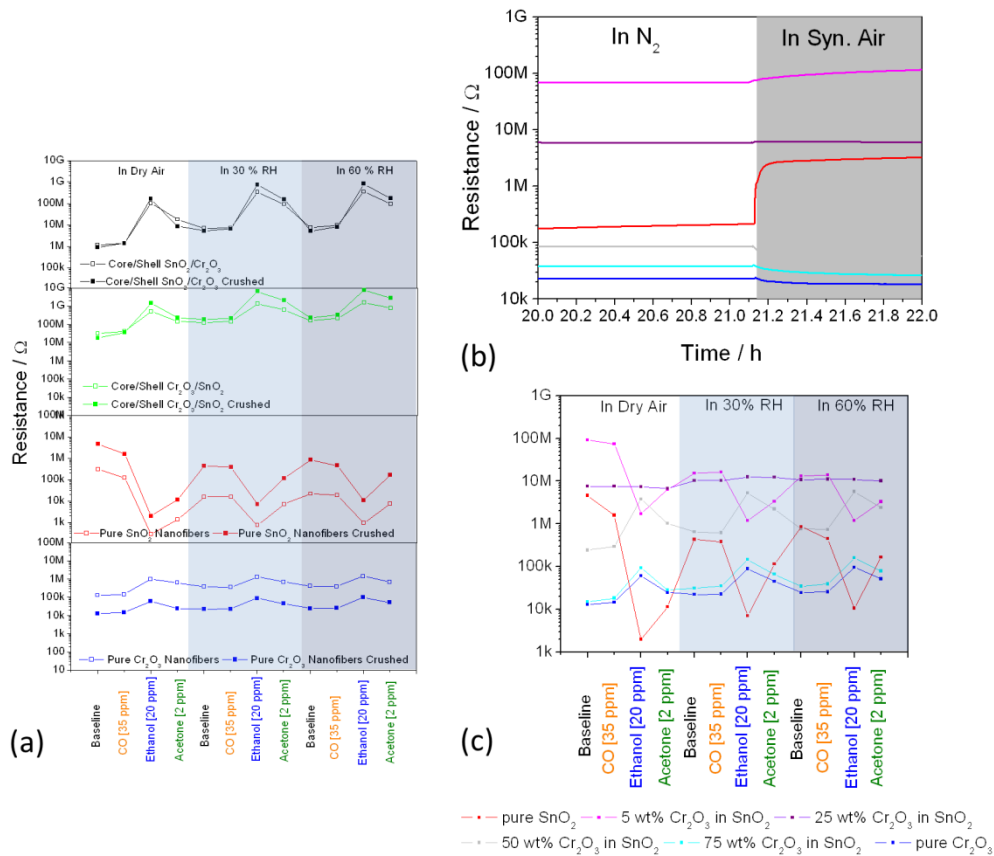 In Dry Air In 30 % RH In 60 % RH
10G
1G
100M
10M
1M
100k
10k
Core/Shell SnO₂/Cr₂O₃
Core/Shell SnO₂/Cr₂O₃ Crushed
10G
1G
100M
10M
1M
100k
10k
1k
Core/Shell Cr₂O₃/SnO₂
Core/Shell Cr₂O₃/SnO₂ Crushed
100M
10M
1M
100k
10k
1k
Pure SnO₂ Nanofibers Pure SnO₂ Nanofibers Crushed
100M
10M
1M
100k
10k
1k
100
10
Pure Cr₂O₃ Nanofibers Pure Cr₂O₃ Nanofibers Crushed
Resistance / Ω
Baseline
CO [35 ppm]
Ethanol [20 ppm]
Acetone [2 ppm]
Baseline
CO [35 ppm]
Ethanol [20 ppm]
Acetone [2 ppm]
Baseline
CO [35 ppm]
Ethanol [20 ppm]
Acetone [2 ppm]
(a)
In N₂ In Syn. Air
1G
100M
10M
1M
100k
10k
Resistance / Ω
20.0 20.2 20.4 20.6 20.8 21.0 21.2 21.4 21.6 21.8 22.0
Time / h
(b)
In Dry Air In 30% RH In 60% RH
1G
100M
10M
1M
100k
10k
1k
Resistance / Ω
Baseline
CO [35 ppm]
Ethanol [20 ppm]
Acetone [2 ppm]
Baseline
CO [35 ppm]
Ethanol [20 ppm]
Acetone [2 ppm]
Baseline
CO [35 ppm]
Ethanol [20 ppm]
Acetone [2 ppm]
(c)
pure SnO₂ 5 wt% Cr₂O₃ in SnO₂ 25 wt% Cr₂O₃ in SnO₂
50 wt% Cr₂O₃ in SnO₂ 75 wt% Cr₂O₃ in SnO₂ pure Cr₂O₃